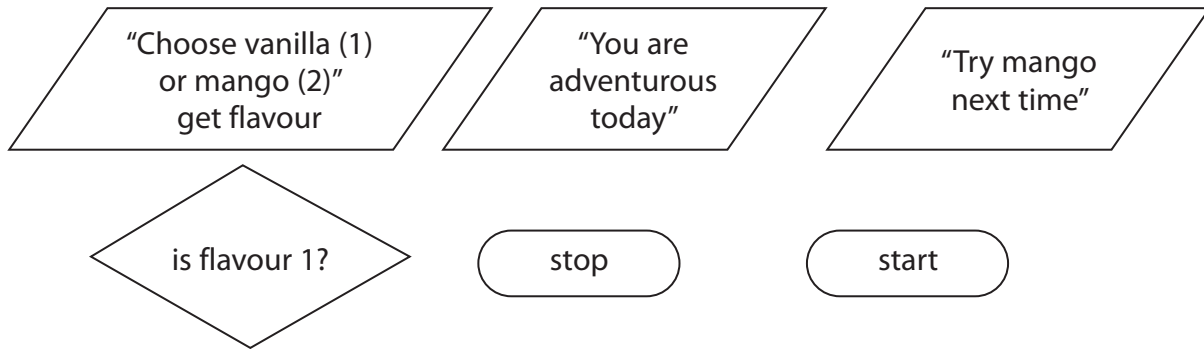 “Choose vanilla (1)
or mango (2)”
get flavour
“You are
adventurous
today”
“Try mango
next time”
is flavour 1?
stop
start